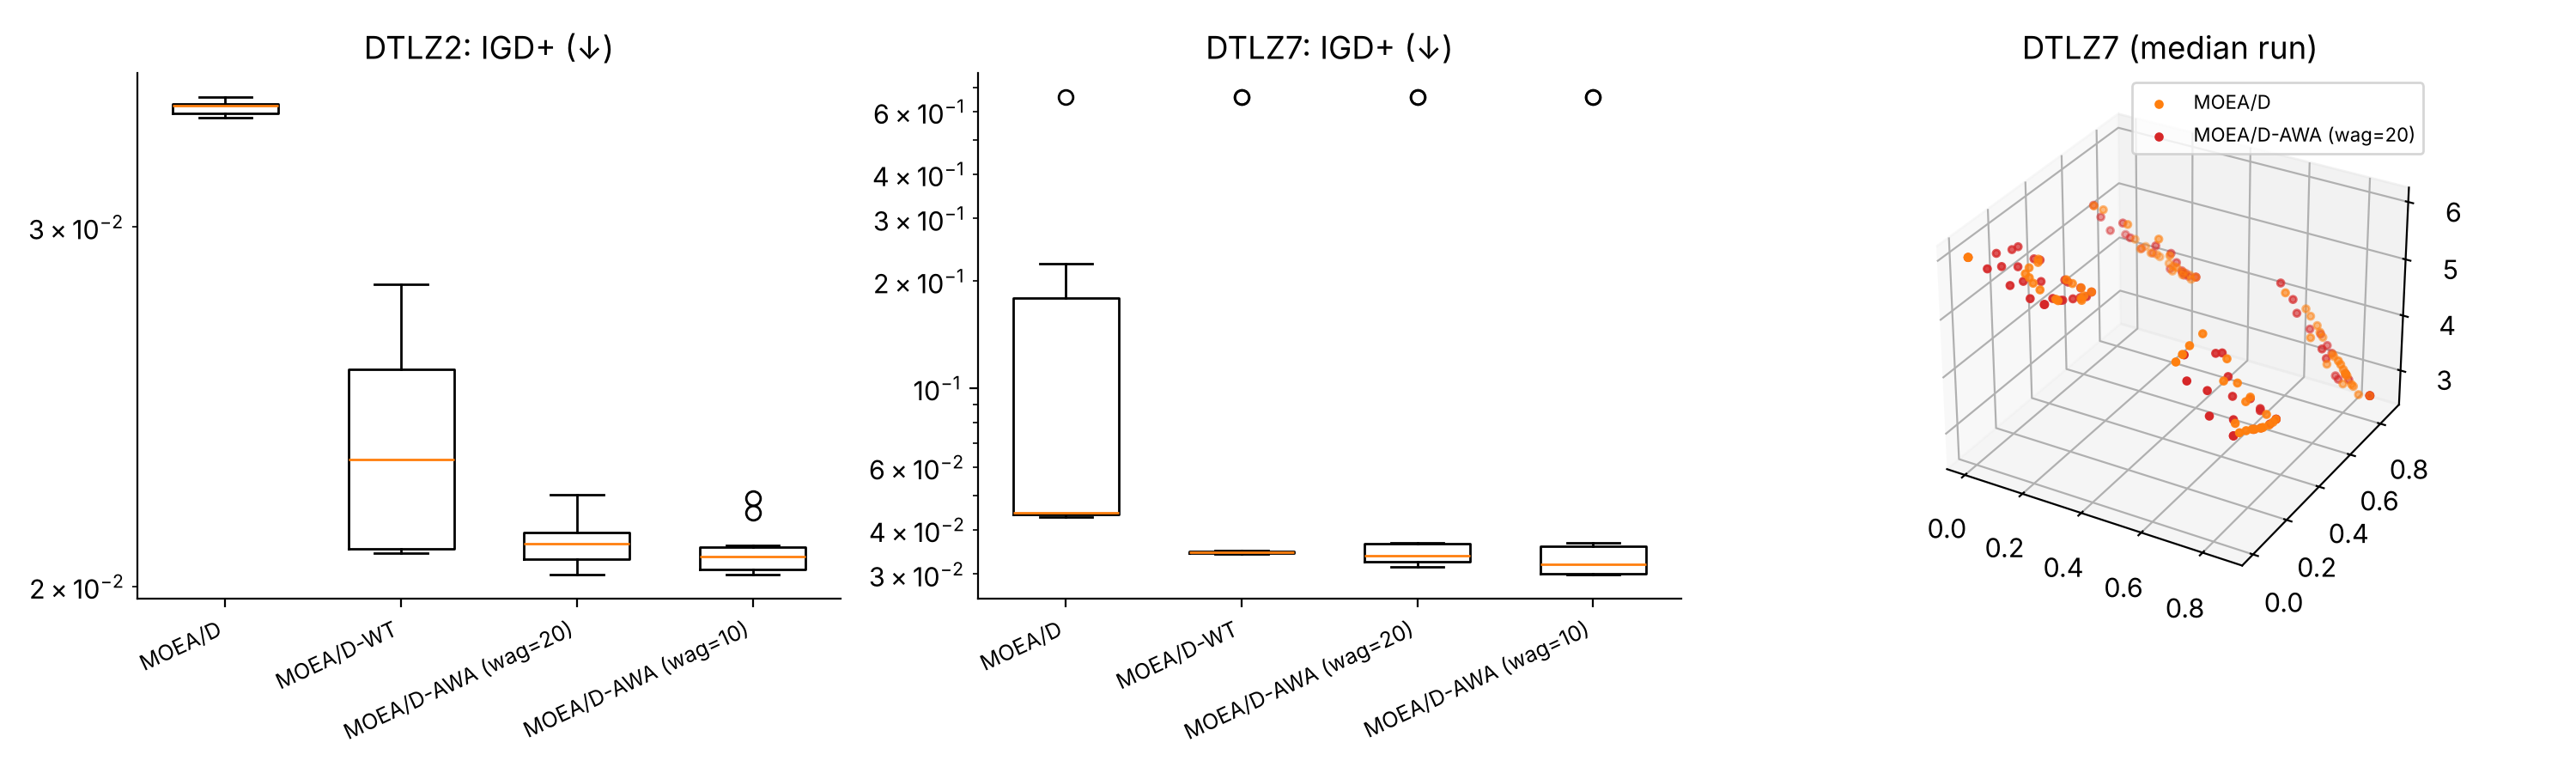 DTLZ2: IGD+ (↓)
3 × 10⁻²
2 × 10⁻²
MOEA/D
MOEA/D-WT
MOEA/D-AWA (wag=20)
MOEA/D-AWA (wag=10)
DTLZ7: IGD+ (↓)
6 × 10⁻¹
4 × 10⁻¹
3 × 10⁻¹
2 × 10⁻¹
10⁻¹
6 × 10⁻²
4 × 10⁻²
3 × 10⁻²
MOEA/D
MOEA/D-WT
MOEA/D-AWA (wag=20)
MOEA/D-AWA (wag=10)
DTLZ7 (median run)
MOEA/D
MOEA/D-AWA (wag=20)
6
5
4
3
0.8
0.6
0.4
0.2
0.0
0.0
0.2
0.4
0.6
0.8